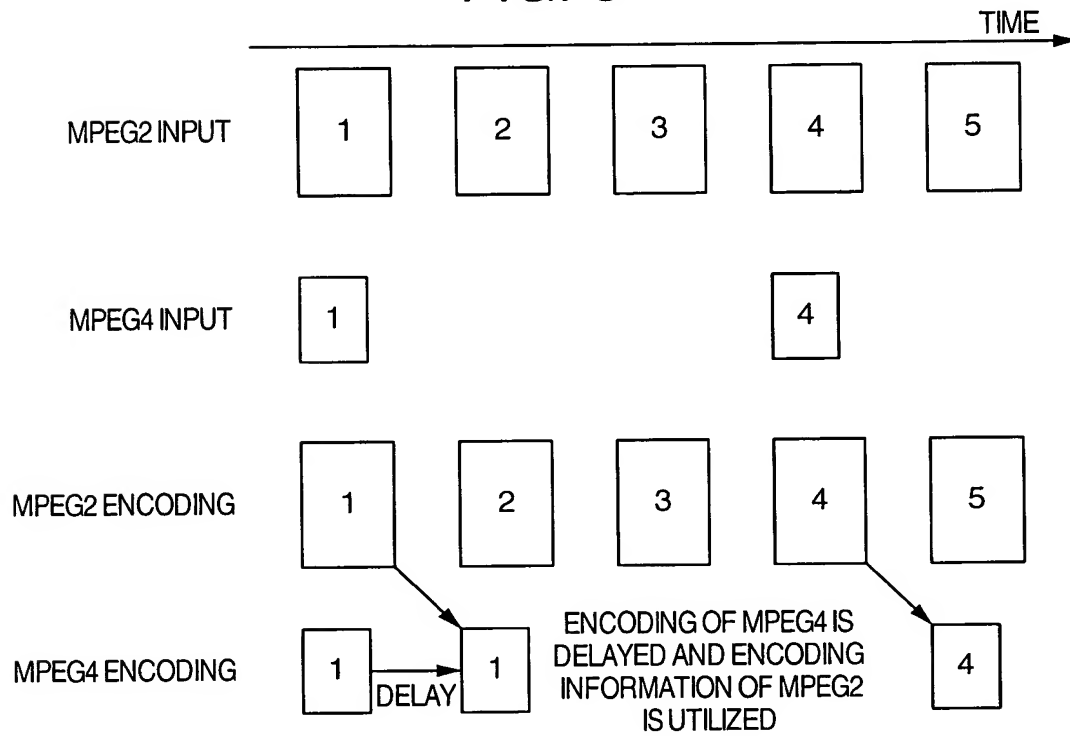 TIME
MPEG2 INPUT 1 2 3 4 5
MPEG4 INPUT 1 4
MPEG2 ENCODING 1 2 3 4 5
MPEG4 ENCODING 1 DELAY 1 4
ENCODING OF MPEG4 IS
DELAYED AND ENCODING
INFORMATION OF MPEG2
IS UTILIZED